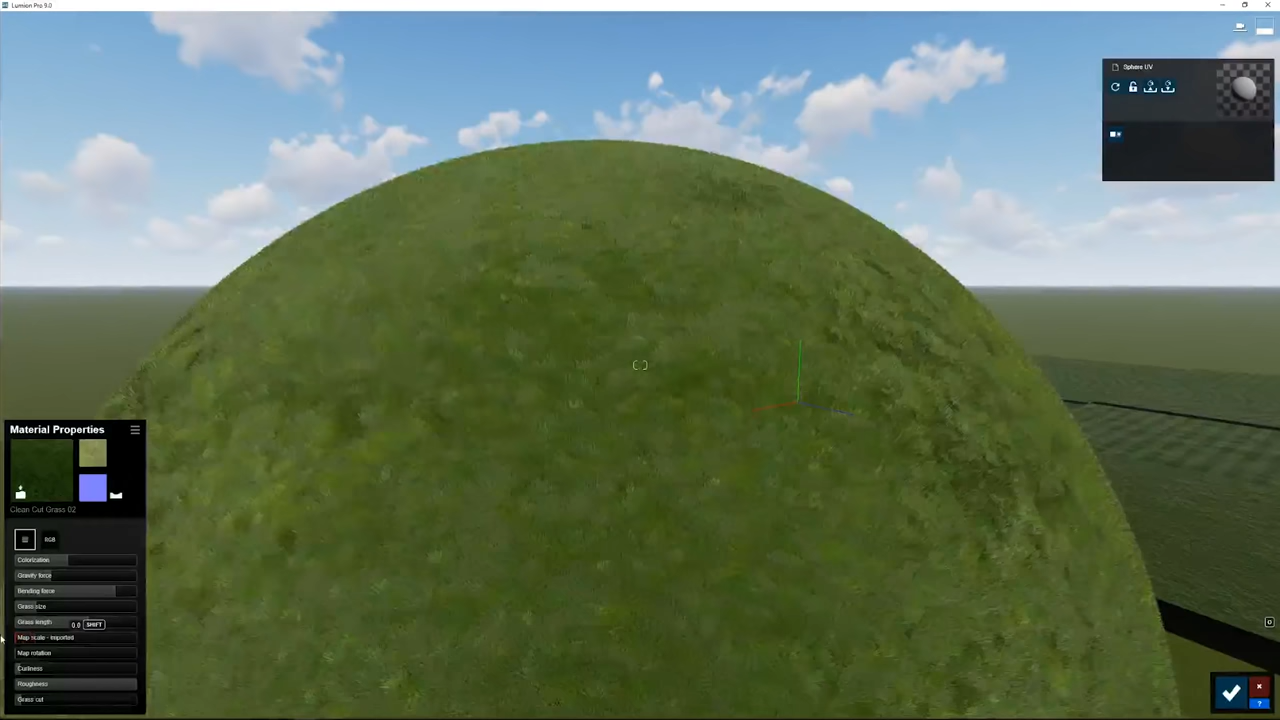 Lumion Pro 9.0
Sphere UV
Material Properties
Clean Cut Grass 02
RGB
Colorization
Gravity force
Bending force
Grass size
Grass length
0.0 SHIFT
Map scale - imported
Map rotation
Curliness
Roughness
Grass cut